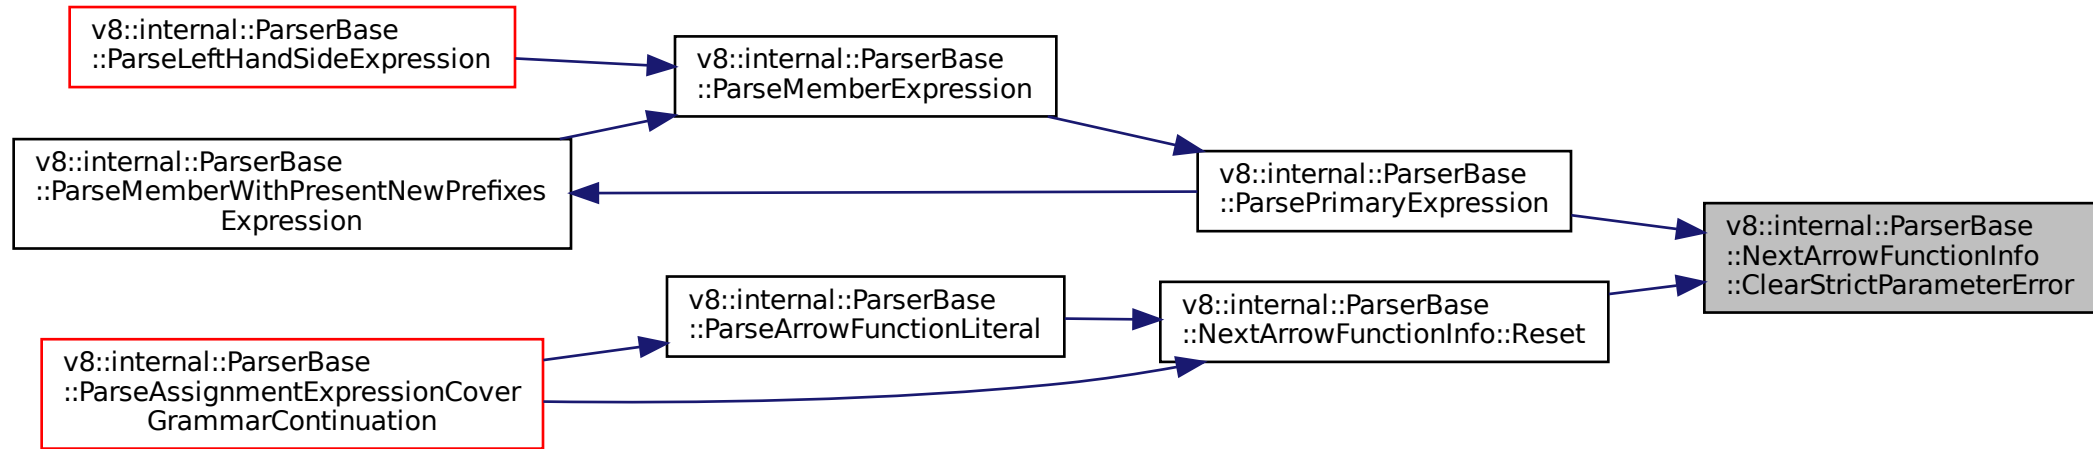 v8::internal::ParserBase
::ParseLeftHandSideExpression
v8::internal::ParserBase
::ParseMemberExpression
v8::internal::ParserBase
::ParseMemberWithPresentNewPrefixes
Expression
v8::internal::ParserBase
::ParsePrimaryExpression
v8::internal::ParserBase
::NextArrowFunctionInfo
::ClearStrictParameterError
v8::internal::ParserBase
::ParseArrowFunctionLiteral
v8::internal::ParserBase
::NextArrowFunctionInfo::Reset
v8::internal::ParserBase
::ParseAssignmentExpressionCover
GrammarContinuation